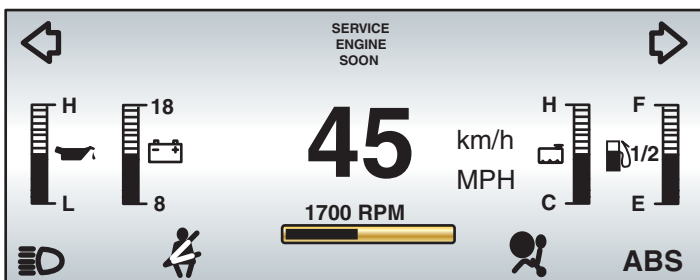 SERVICE
ENGINE
SOON
H
18
45
km/h
MPH
H
F
1/2
L
8
C
E
1700 RPM
ABS